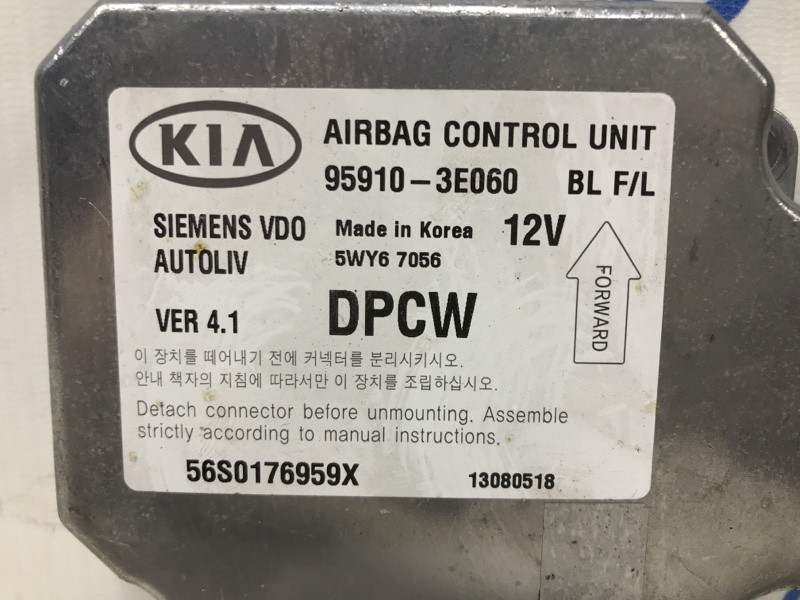 KIA AIRBAG CONTROL UNIT
95910-3E060 BL F/L
SIEMENS VDO Made in Korea 12V
AUTOLIV 5WY6 7056
FORWARD
VER 4.1 DPCW
이 장치를 떼어내기 전에 커넥터를 분리시키시오.
안내 책자의 지침에 따라서만 이 장치를 조립하십시오.
Detach connector before unmounting. Assemble
strictly according to manual instructions.
56S0176959X 13080518